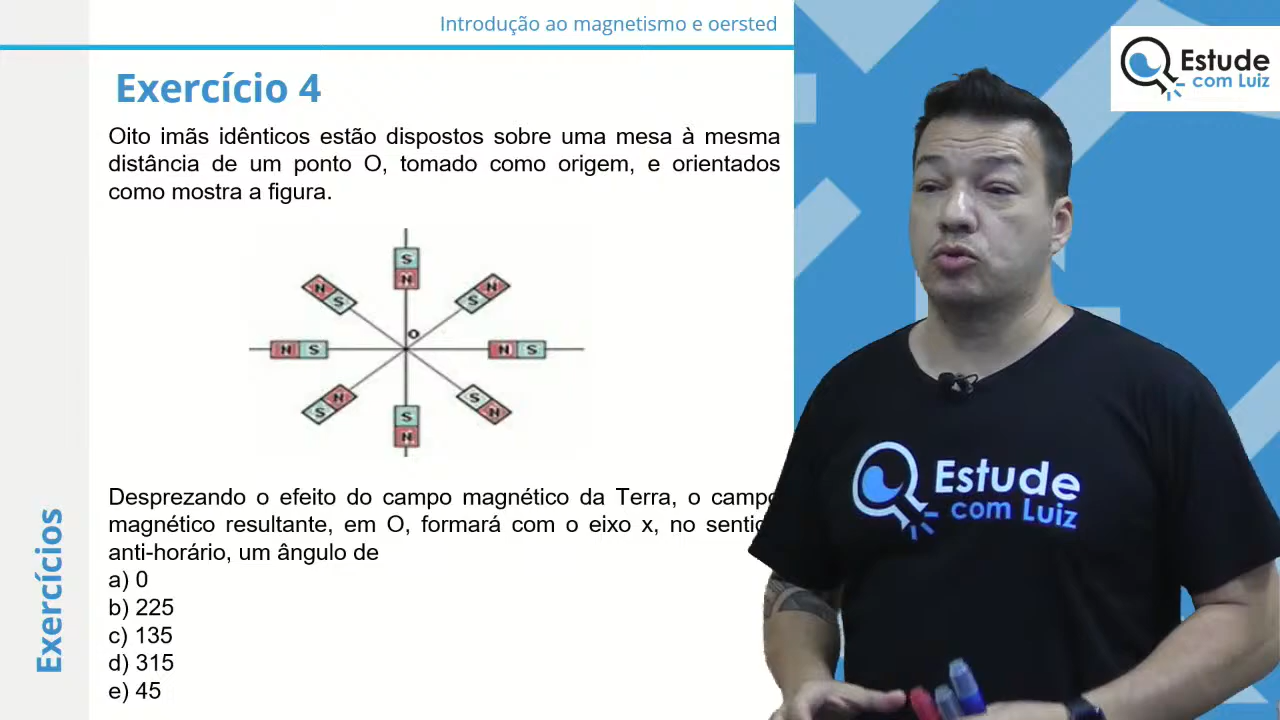 Introdução ao magnetismo e oersted
Estude
com Luiz
Exercício 4
Oito imãs idênticos estão dispostos sobre uma mesa à mesma
distância de um ponto O, tomado como origem, e orientados
como mostra a figura.
S
N
N
S
S
N
O
N S
N S
S
N
S
N
S
N
Desprezando o efeito do campo magnético da Terra, o campo
magnético resultante, em O, formará com o eixo x, no sentid
anti-horário, um ângulo de
a) 0
b) 225
c) 135
d) 315
e) 45
Exercícios
Estude
com Luiz